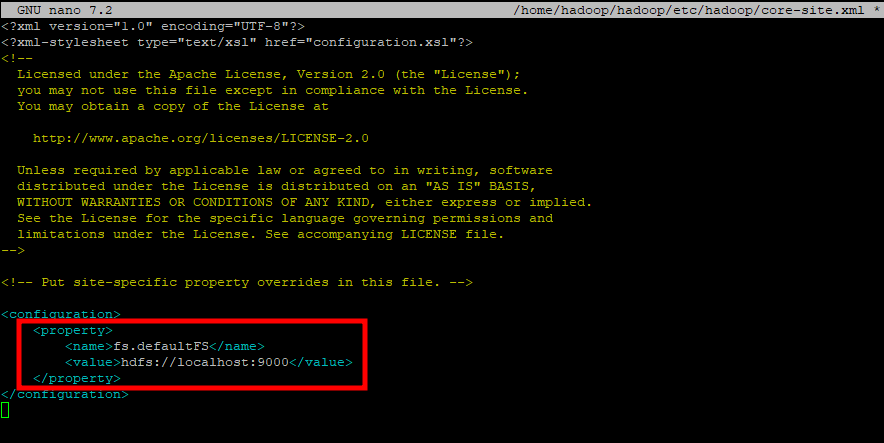 GNU nano 7.2 /home/hadoop/hadoop/etc/hadoop/core-site.xml *
<?xml version="1.0" encoding="UTF-8"?>
<?xml-stylesheet type="text/xsl" href="configuration.xsl"?>
<!--
  Licensed under the Apache License, Version 2.0 (the "License");
  you may not use this file except in compliance with the License.
  You may obtain a copy of the License at

    http://www.apache.org/licenses/LICENSE-2.0

  Unless required by applicable law or agreed to in writing, software
  distributed under the License is distributed on an "AS IS" BASIS,
  WITHOUT WARRANTIES OR CONDITIONS OF ANY KIND, either express or implied.
  See the License for the specific language governing permissions and
  limitations under the License. See accompanying LICENSE file.
-->

<!-- Put site-specific property overrides in this file. -->

<configuration>
    <property>
        <name>fs.defaultFS</name>
        <value>hdfs://localhost:9000</value>
    </property>
</configuration>